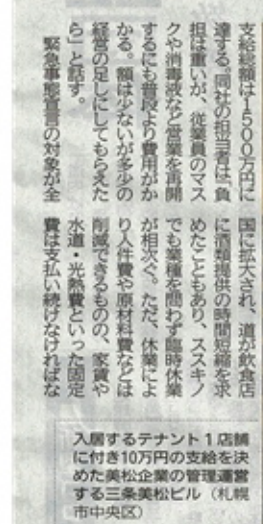 支給総額は1500万円に
達する。同社の担当者は「負
担は重いが、従業員のマス
クや消毒液など営業を再開
するにも普段より費用がか
かる。額は少ないが多少の
経営の足しにしてもらえた
ら」と話す。
緊急事態宣言の対象が全
国に拡大され、道が飲食店
に酒類提供の時間短縮を求
めたこともあり、ススキノ
でも業種を問わず臨時休業
が相次ぐ。ただ、休業によ
り人件費や原材料費などは
削減できるものの、家賃や
水道・光熱費といった固定
費は支払い続けなければな
入居するテナント1店舗
に付き10万円の支給を決
めた美松企業の管理運営
する三条美松ビル（札幌
市中央区）